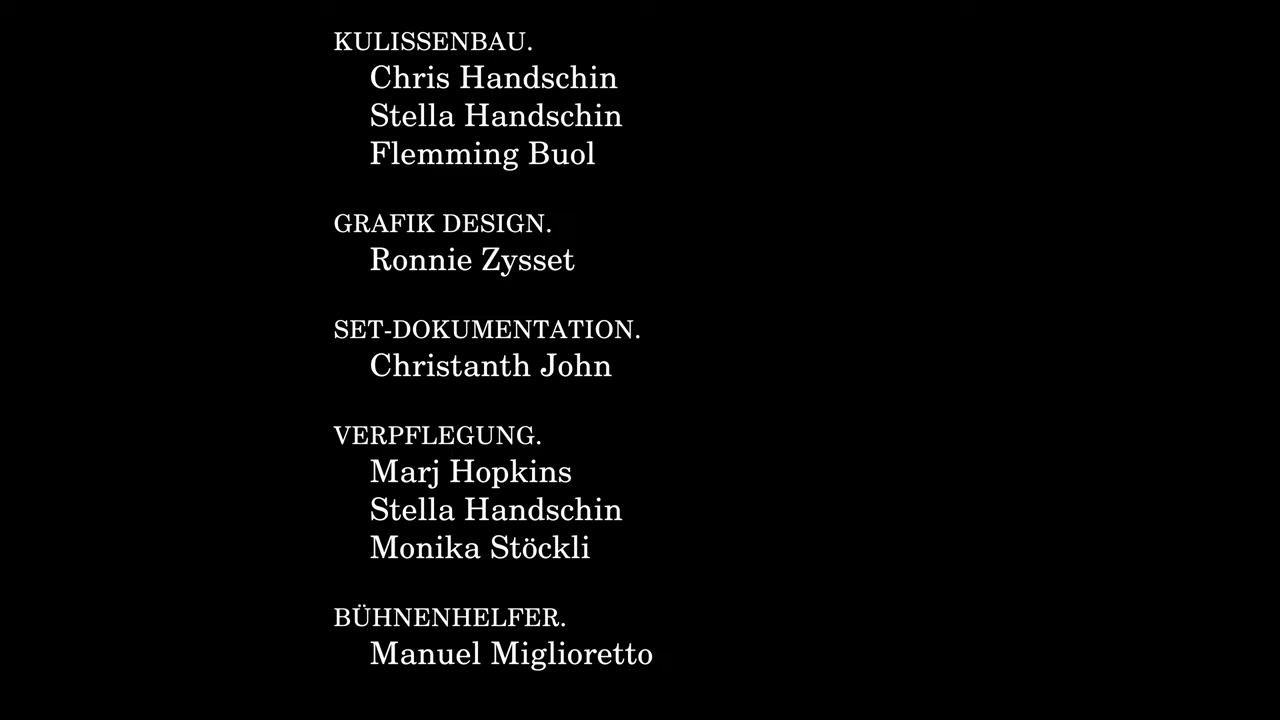 KULISSENBAU.
Chris Handschin
Stella Handschin
Flemming Buol
GRAFIK DESIGN.
Ronnie Zysset
SET-DOKUMENTATION.
Christanth John
VERPFLEGUNG.
Marj Hopkins
Stella Handschin
Monika Stöckli
BÜHNENHELFER.
Manuel Miglioretto